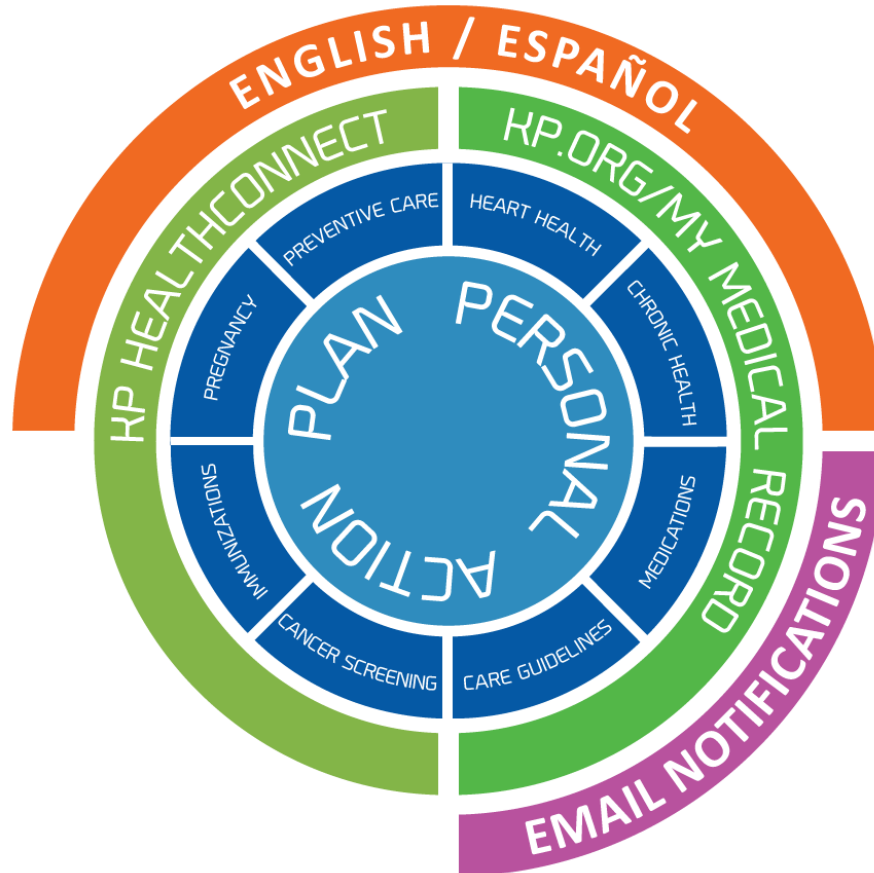 ENGLISH / ESPAÑOL
KP HEALTHCONNECT
KP.ORG/MY MEDICAL RECORD
EMAIL NOTIFICATIONS
HEART HEALTH
CHRONIC HEALTH
MEDICATIONS
CARE GUIDELINES
CANCER SCREENING
IMMUNIZATIONS
PREGNANCY
PREVENTIVE CARE
PERSONAL ACTION PLAN